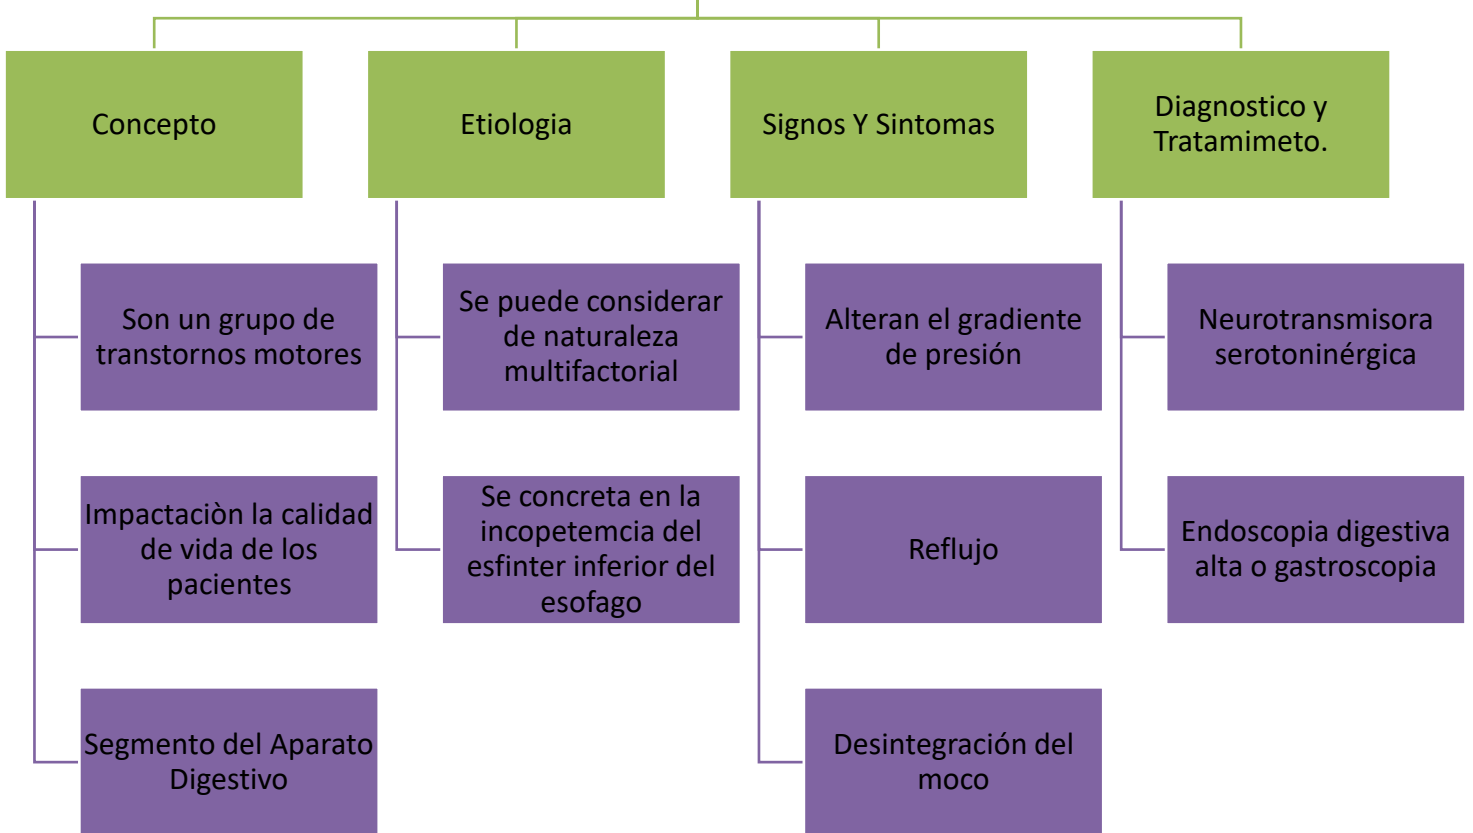 Concepto
Etiologia
Signos Y Sintomas
Diagnostico y
Tratamimeto.
Son un grupo de
transtornos motores
Impactaciòn la calidad
de vida de los
pacientes
Segmento del Aparato
Digestivo
Se puede considerar
de naturaleza
multifactorial
Se concreta en la
incopetemcia del
esfinter inferior del
esofago
Alteran el gradiente
de presión
Reflujo
Desintegración del
moco
Neurotransmisora
serotoninérgica
Endoscopia digestiva
alta o gastroscopia